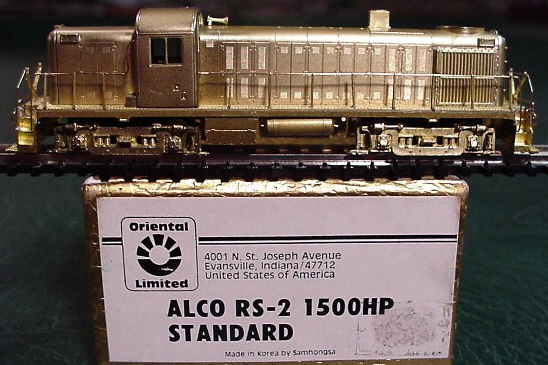 Oriental
Limited
4001 N. St. Joseph Avenue
Evansville, Indiana/47712
United States of America
ALCO RS-2 1500HP
STANDARD
Made in Korea by Samhongsa